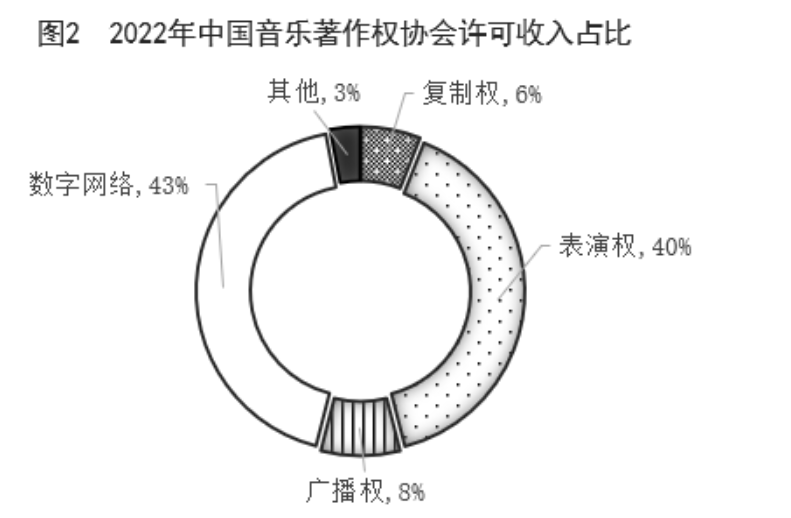 图2 2022年中国音乐著作权协会许可收入占比
其他, 3%
复制权, 6%
数字网络, 43%
表演权, 40%
广播权, 8%